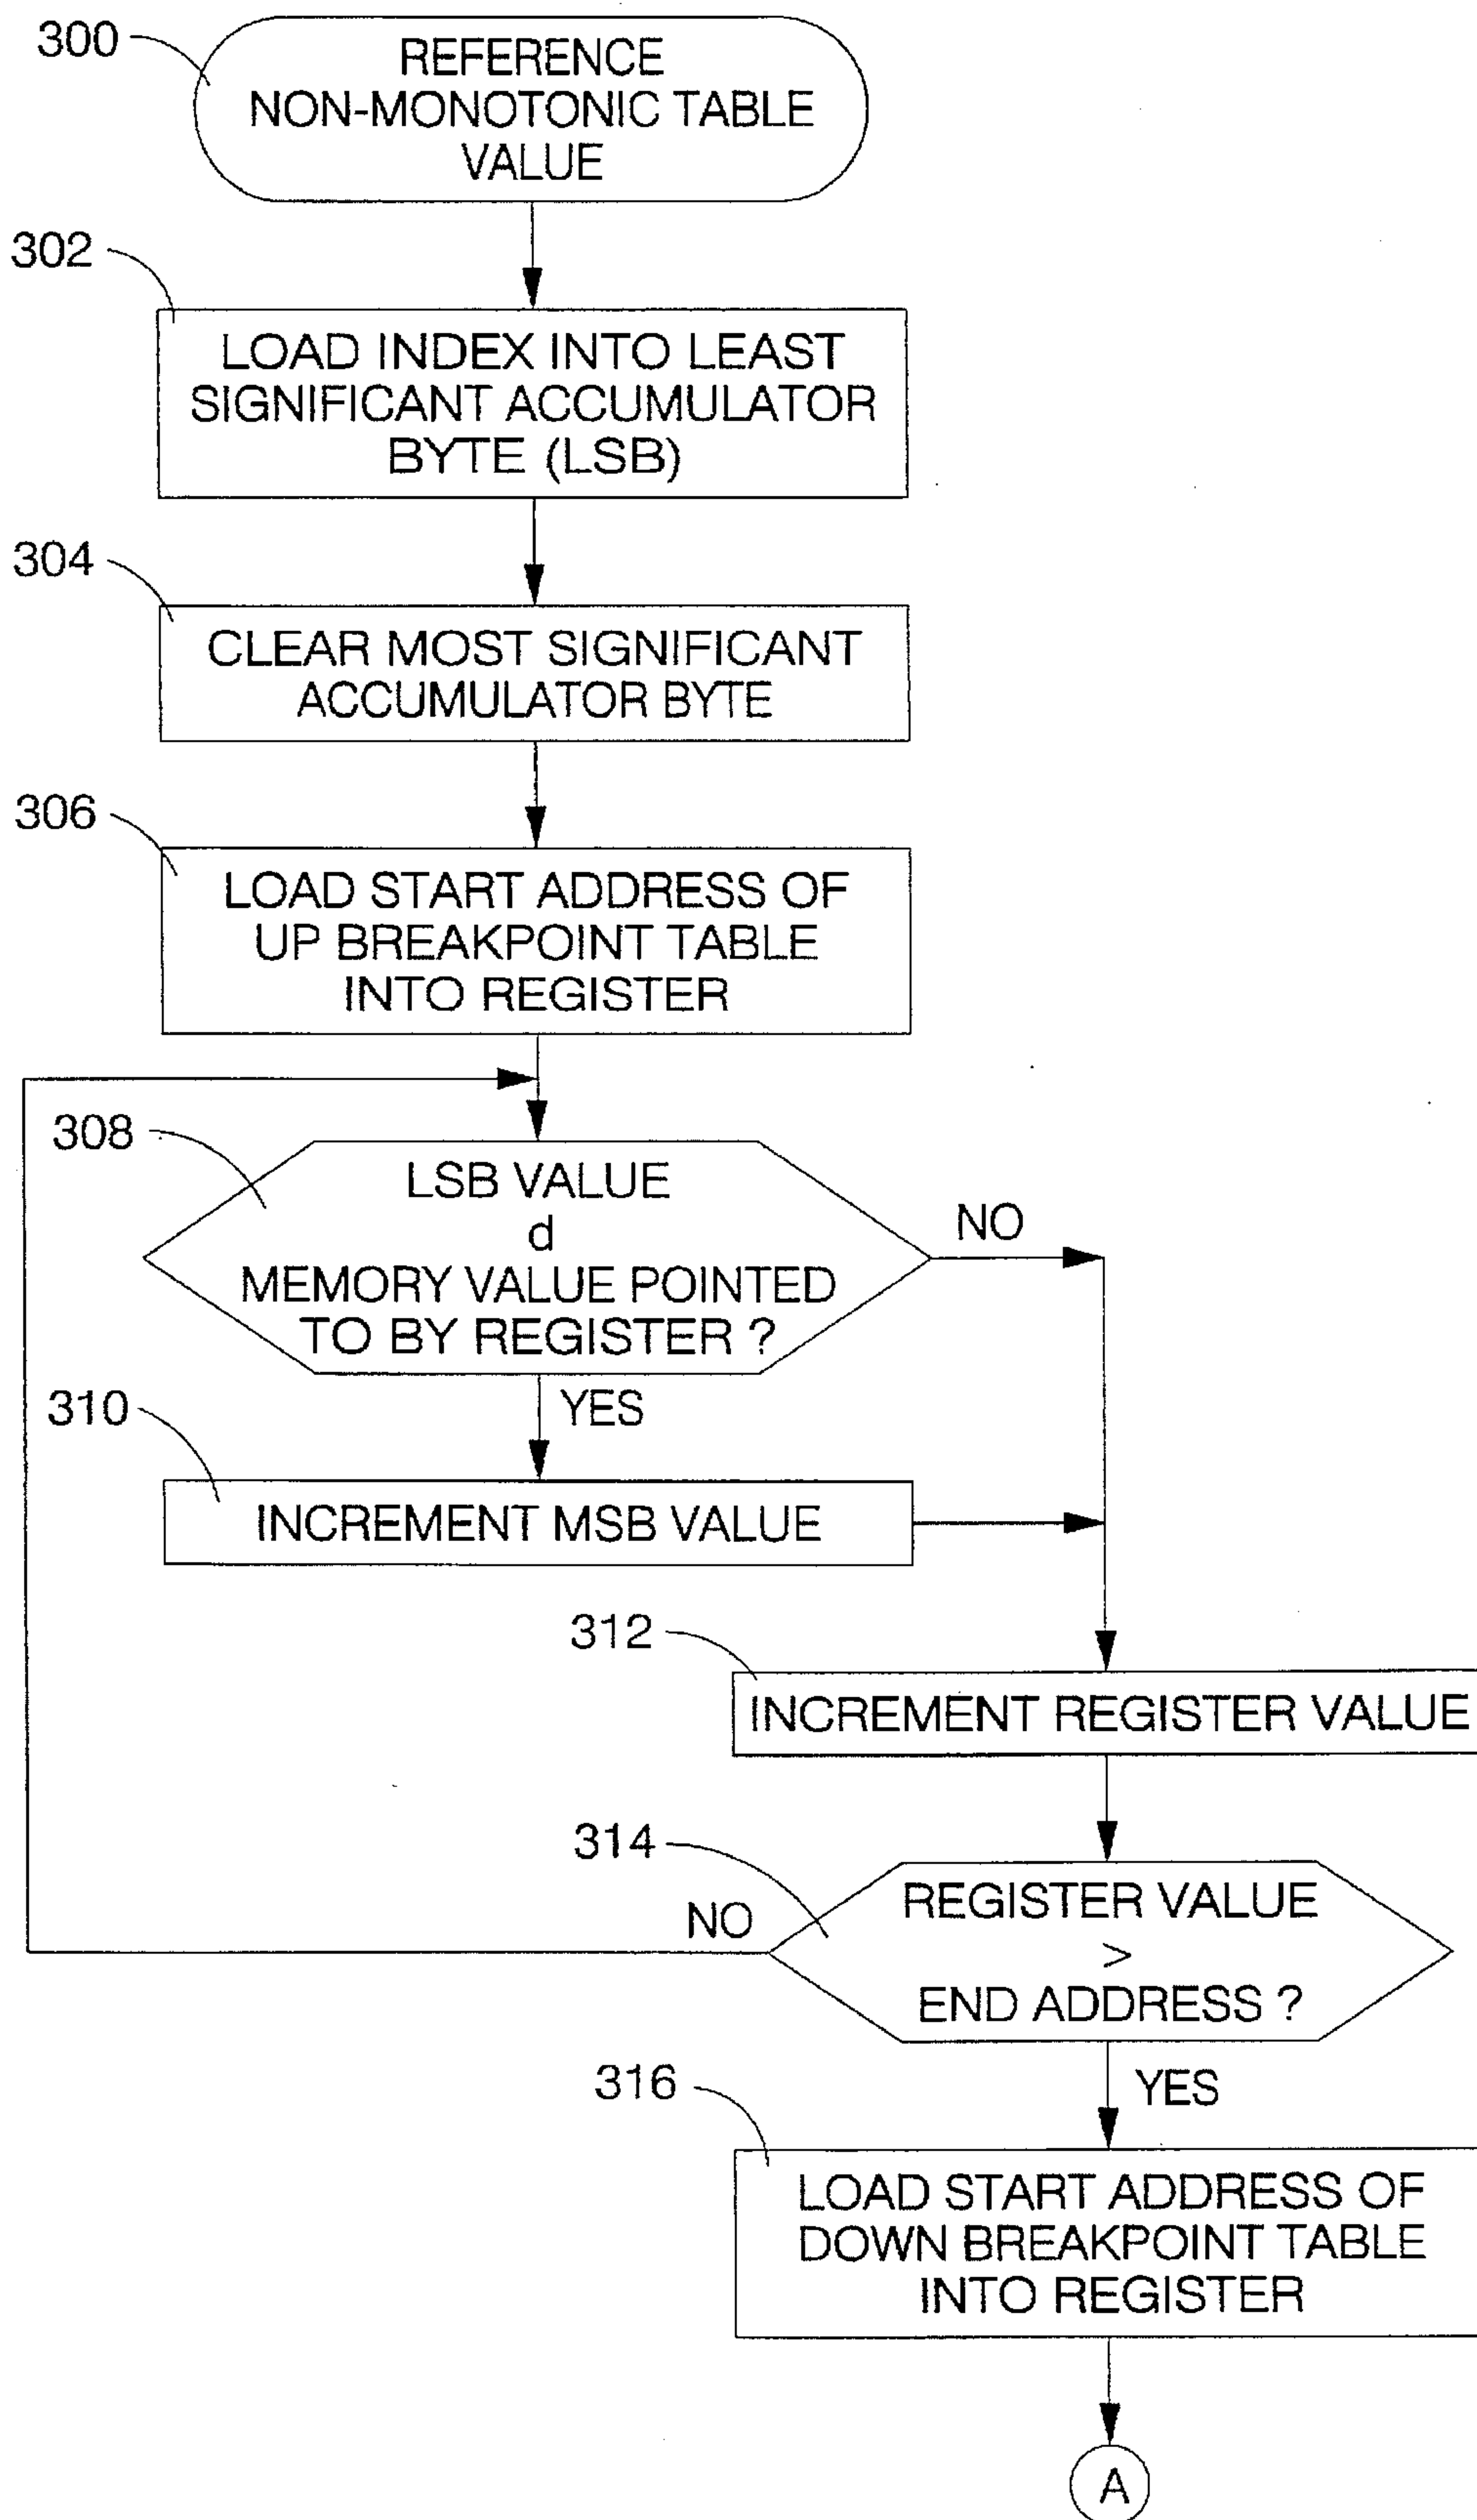 300
REFERENCE
NON-MONOTONIC TABLE
VALUE
302
LOAD INDEX INTO LEAST
SIGNIFICANT ACCUMULATOR
BYTE (LSB)
304
CLEAR MOST SIGNIFICANT
ACCUMULATOR BYTE
306
LOAD START ADDRESS OF
UP BREAKPOINT TABLE
INTO REGISTER
308
LSB VALUE
d
MEMORY VALUE POINTED
TO BY REGISTER ?
NO
YES
310
INCREMENT MSB VALUE
312
INCREMENT REGISTER VALUE
314
REGISTER VALUE
>
END ADDRESS ?
NO
YES
316
LOAD START ADDRESS OF
DOWN BREAKPOINT TABLE
INTO REGISTER
A